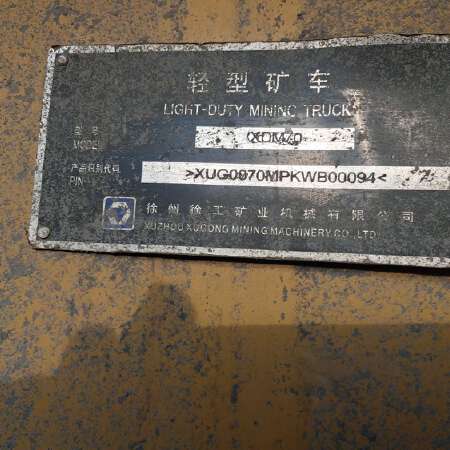 轻型矿车
LIGHT-DUTY MINING TRUCK
型号
MODEL
XDM70
产品识别代码
PIN
>XUG0970MPKWB00094<
徐州徐工矿业机械有限公司
XUZHOU XUGONG MINING MACHINERY CO.,LTD